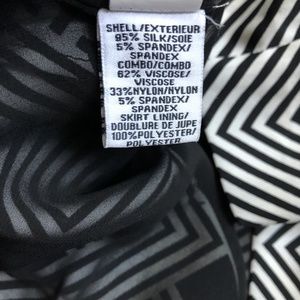 SHELL/EXTERIEUR
95% SILK/SOIE
5% SPANDEX/
SPANDEX
COMBO/COMBO
62% VISCOSE/
VISCOSE
33%NYLON/NYLON
5% SPANDEX/
SPANDEX
SKIRT LINING/
DOUBLURE DE JUPE
100%POLYESTER/
POLYESTER